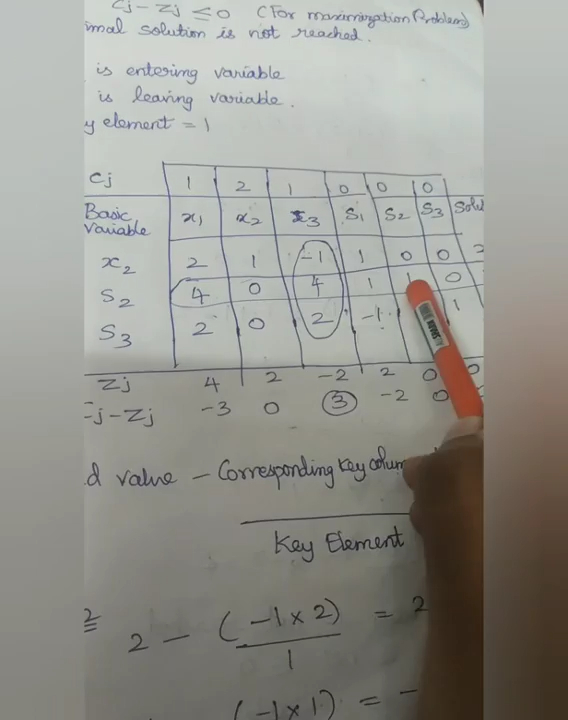 Cj - Zj ≤ 0 (For maximization Problem)
imal solution is not reached.
is entering variable
is leaving variable.
y element = 1
Cj 1 2 1 0 0 0
Basic variable x1 x2 x3 S1 S2 S3 Solu
x2 2 1 -1 1 0 0 2
S2 4 0 4 1 1 0
S3 2 0 2 -1 1
Zj 4 2 -2 2 0 0
Cj-Zj -3 0 3 -2 0
d value - Corresponding Key colum
Key Element
2 2 - (-1 x 2) = 2
1
(-1 x 1) = -